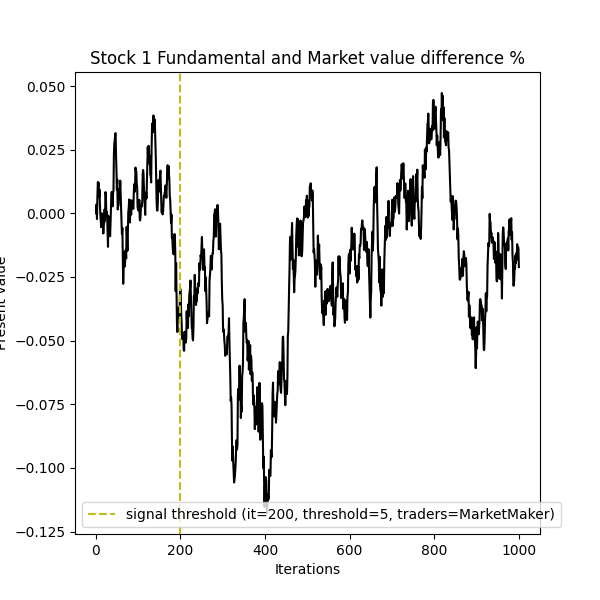 Stock 1 Fundamental and Market value difference %
0.050
0.025
0.000
−0.025
−0.050
−0.075
−0.100
−0.125
Present value
signal threshold (it=200, threshold=5, traders=MarketMaker)
0 200 400 600 800 1000
Iterations